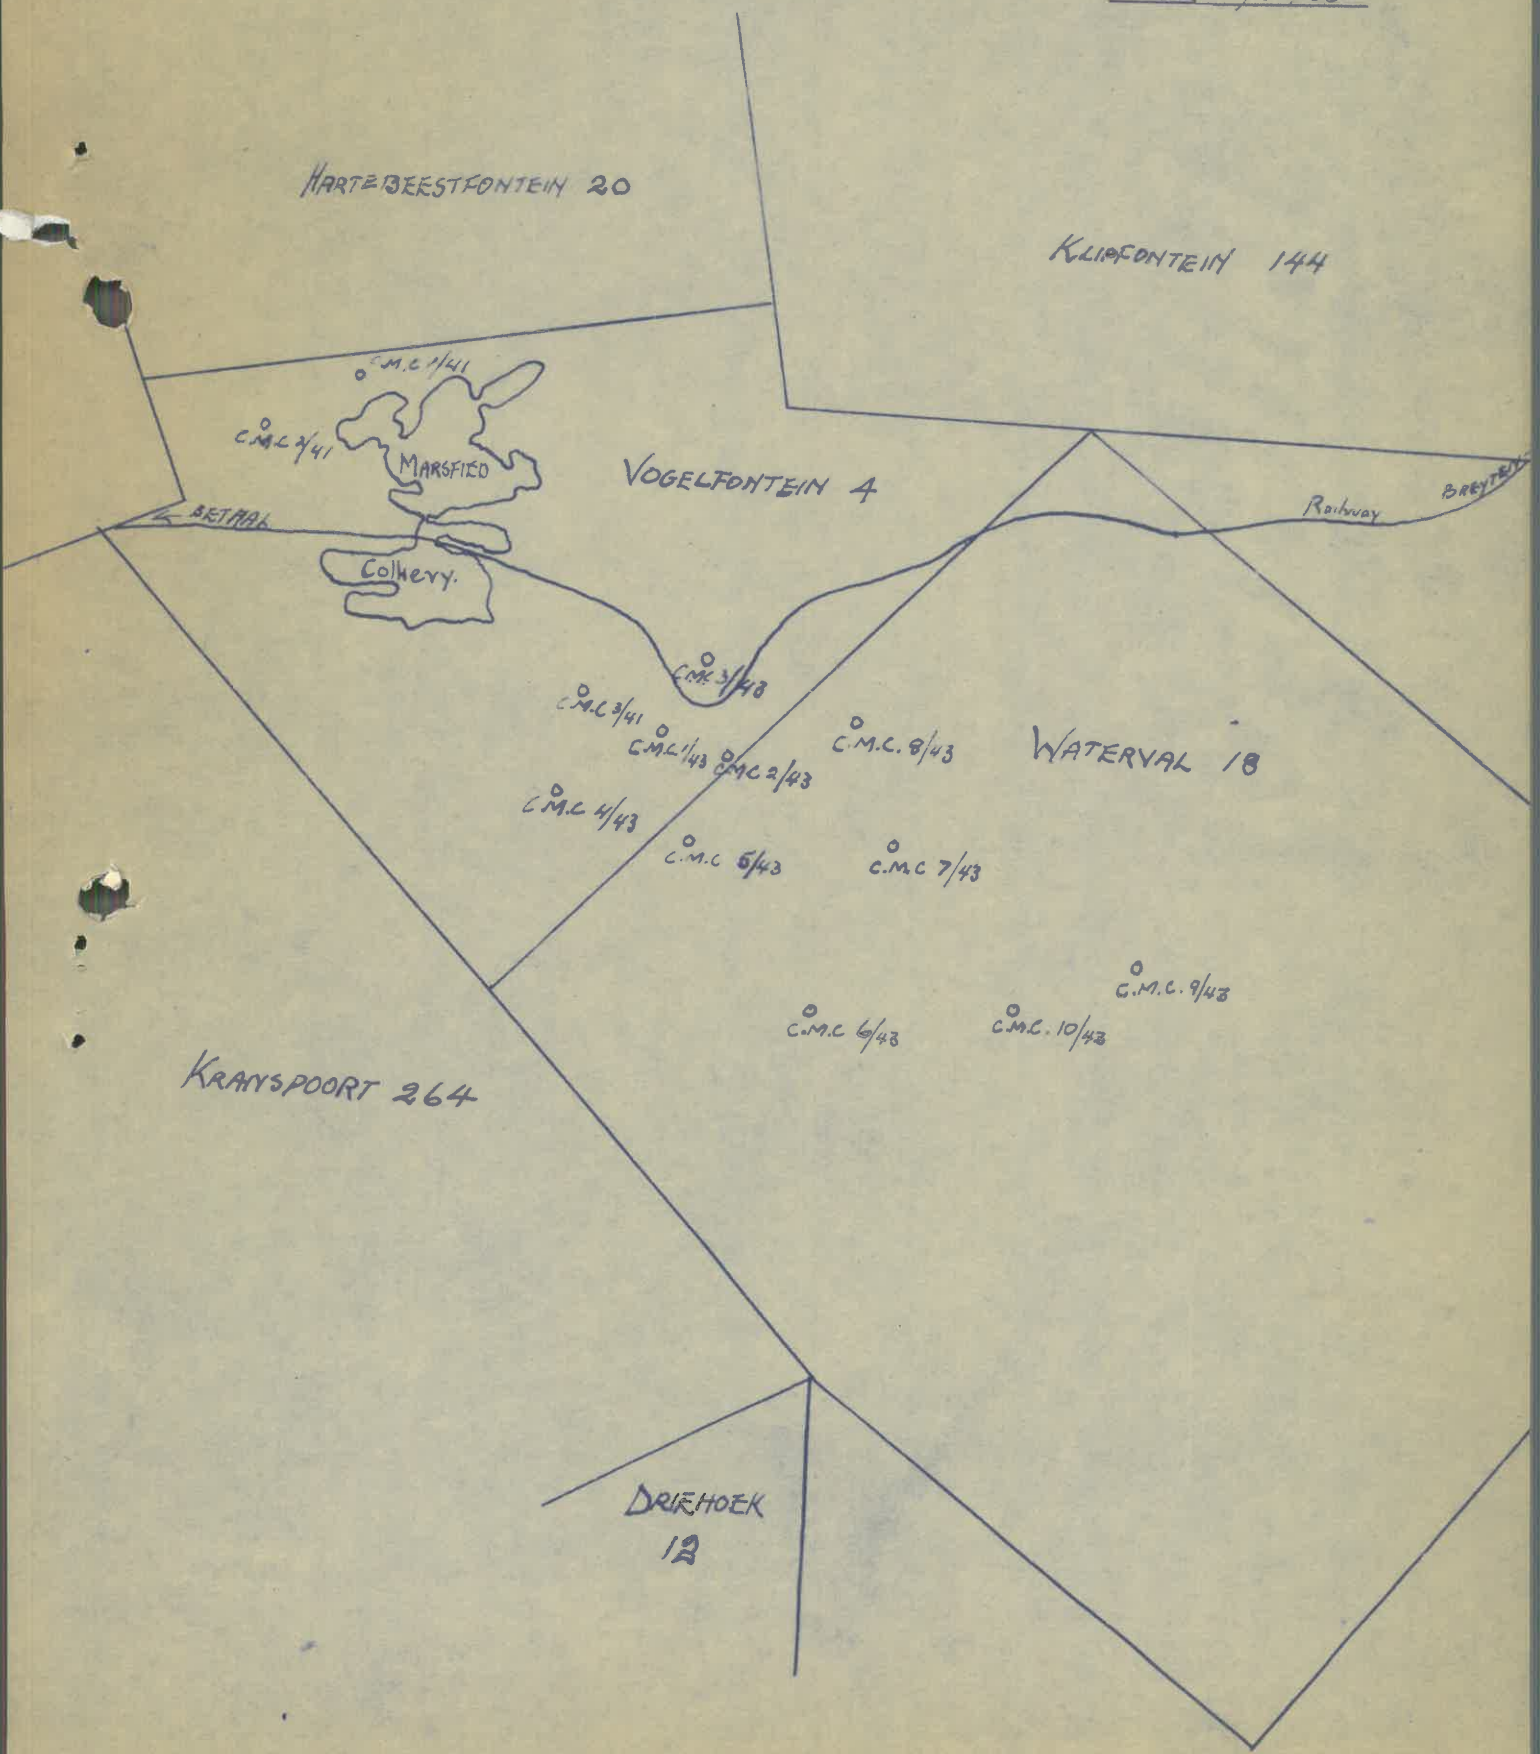 HARTEBEESTFONTEIN 20
KLIPFONTEIN 144
C.M.C 1/41
C.M.C 2/41
MARSFIED
VOGELFONTEIN 4
BREYTEN
Railway
← BETHAL
Colliery.
C.M.C 3/43
C.M.C 3/41
C.M.C 1/43
C.M.C 2/43
C.M.C. 8/43
WATERVAL 18
C.M.C 4/43
C.M.C 5/43
C.M.C 7/43
C.M.C. 9/43
C.M.C 6/43
C.M.C. 10/43
KRANSPOORT 264
DRIEHOEK
12